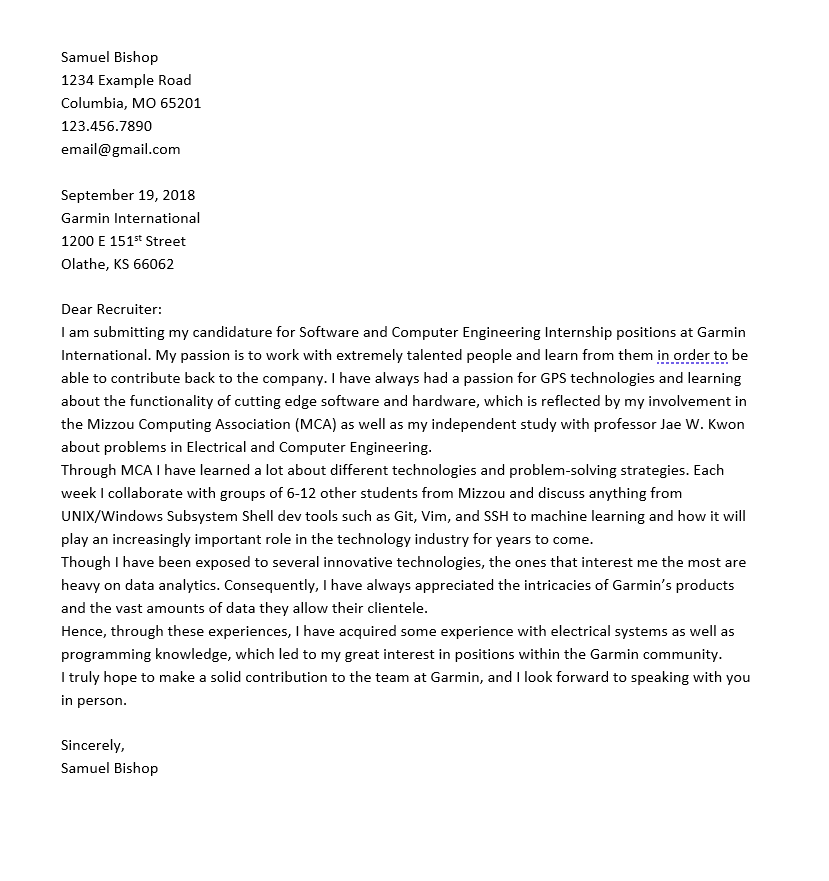 Samuel Bishop
1234 Example Road
Columbia, MO 65201
123.456.7890
email@gmail.com
September 19, 2018
Garmin International
1200 E 151st Street
Olathe, KS 66062
Dear Recruiter:
I am submitting my candidature for Software and Computer Engineering Internship positions at Garmin
International. My passion is to work with extremely talented people and learn from them in order to be
able to contribute back to the company. I have always had a passion for GPS technologies and learning
about the functionality of cutting edge software and hardware, which is reflected by my involvement in
the Mizzou Computing Association (MCA) as well as my independent study with professor Jae W. Kwon
about problems in Electrical and Computer Engineering.
Through MCA I have learned a lot about different technologies and problem-solving strategies. Each
week I collaborate with groups of 6-12 other students from Mizzou and discuss anything from
UNIX/Windows Subsystem Shell dev tools such as Git, Vim, and SSH to machine learning and how it will
play an increasingly important role in the technology industry for years to come.
Though I have been exposed to several innovative technologies, the ones that interest me the most are
heavy on data analytics. Consequently, I have always appreciated the intricacies of Garmin's products
and the vast amounts of data they allow their clientele.
Hence, through these experiences, I have acquired some experience with electrical systems as well as
programming knowledge, which led to my great interest in positions within the Garmin community.
I truly hope to make a solid contribution to the team at Garmin, and I look forward to speaking with you
in person.
Sincerely,
Samuel Bishop